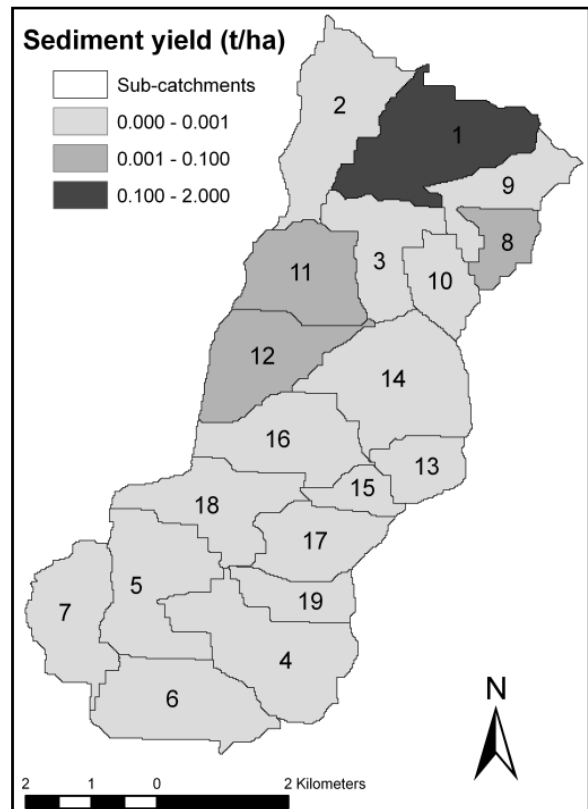 Sediment yield (t/ha)
Sub-catchments
0.000 - 0.001
0.001 - 0.100
0.100 - 2.000
2
1
9
8
3
11
10
12
14
16
13
15
18
17
5
7
19
4
6
N
2 1 0 2 Kilometers